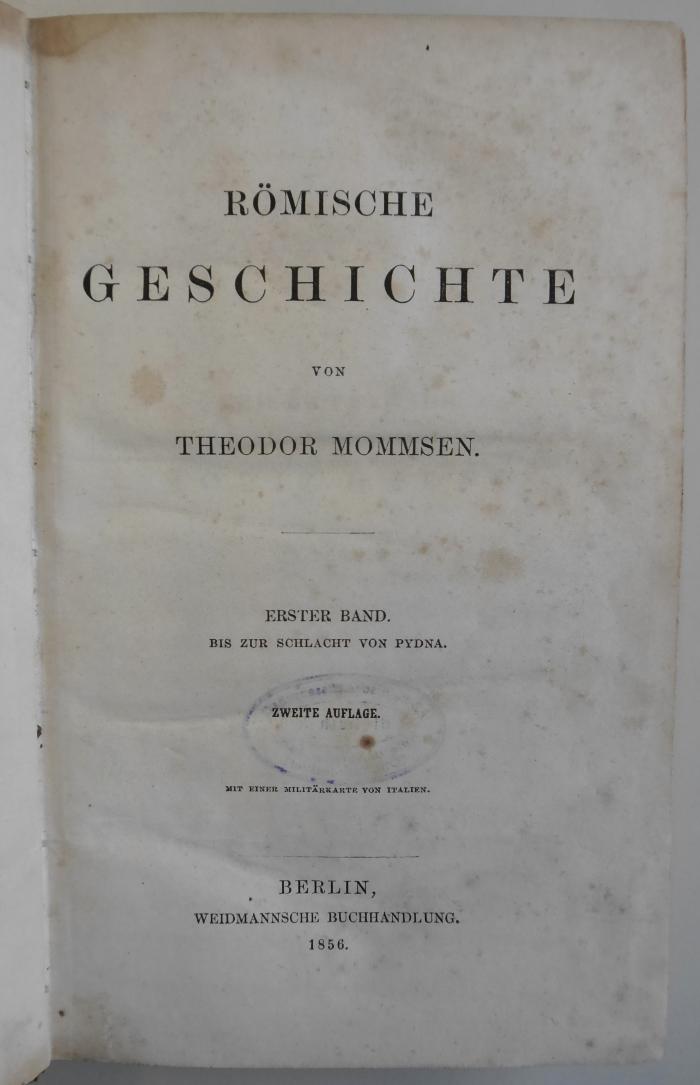 RÖMISCHE
GESCHICHTE
VON
THEODOR MOMMSEN.
ERSTER BAND.
BIS ZUR SCHLACHT VON PYDNA.
ZWEITE AUFLAGE.
MIT EINER MILITÄRKARTE VON ITALIEN.
BERLIN,
WEIDMANNSCHE BUCHHANDLUNG.
1856.